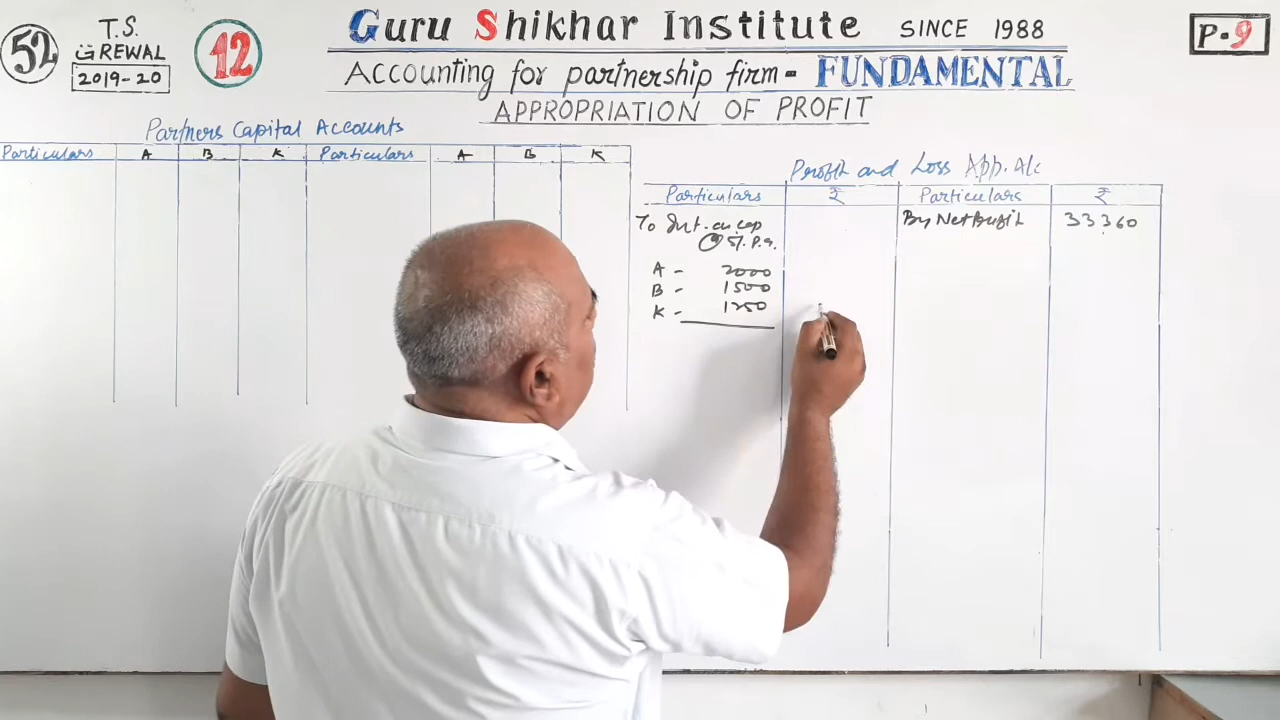 52
T.S.
GREWAL
2019-20
12
Guru Shikhar Institute SINCE 1988
P-9
Accounting for partnership firm - FUNDAMENTAL
APPROPRIATION OF PROFIT
Partners Capital Accounts
Particulars A B K Particulars A B K
Profit and Loss App. A/c
Particulars ₹ Particulars ₹
To Int. on cap By Net Profit 33360
@ 5% P.a.
A - 2000
B - 1500
K - 1250